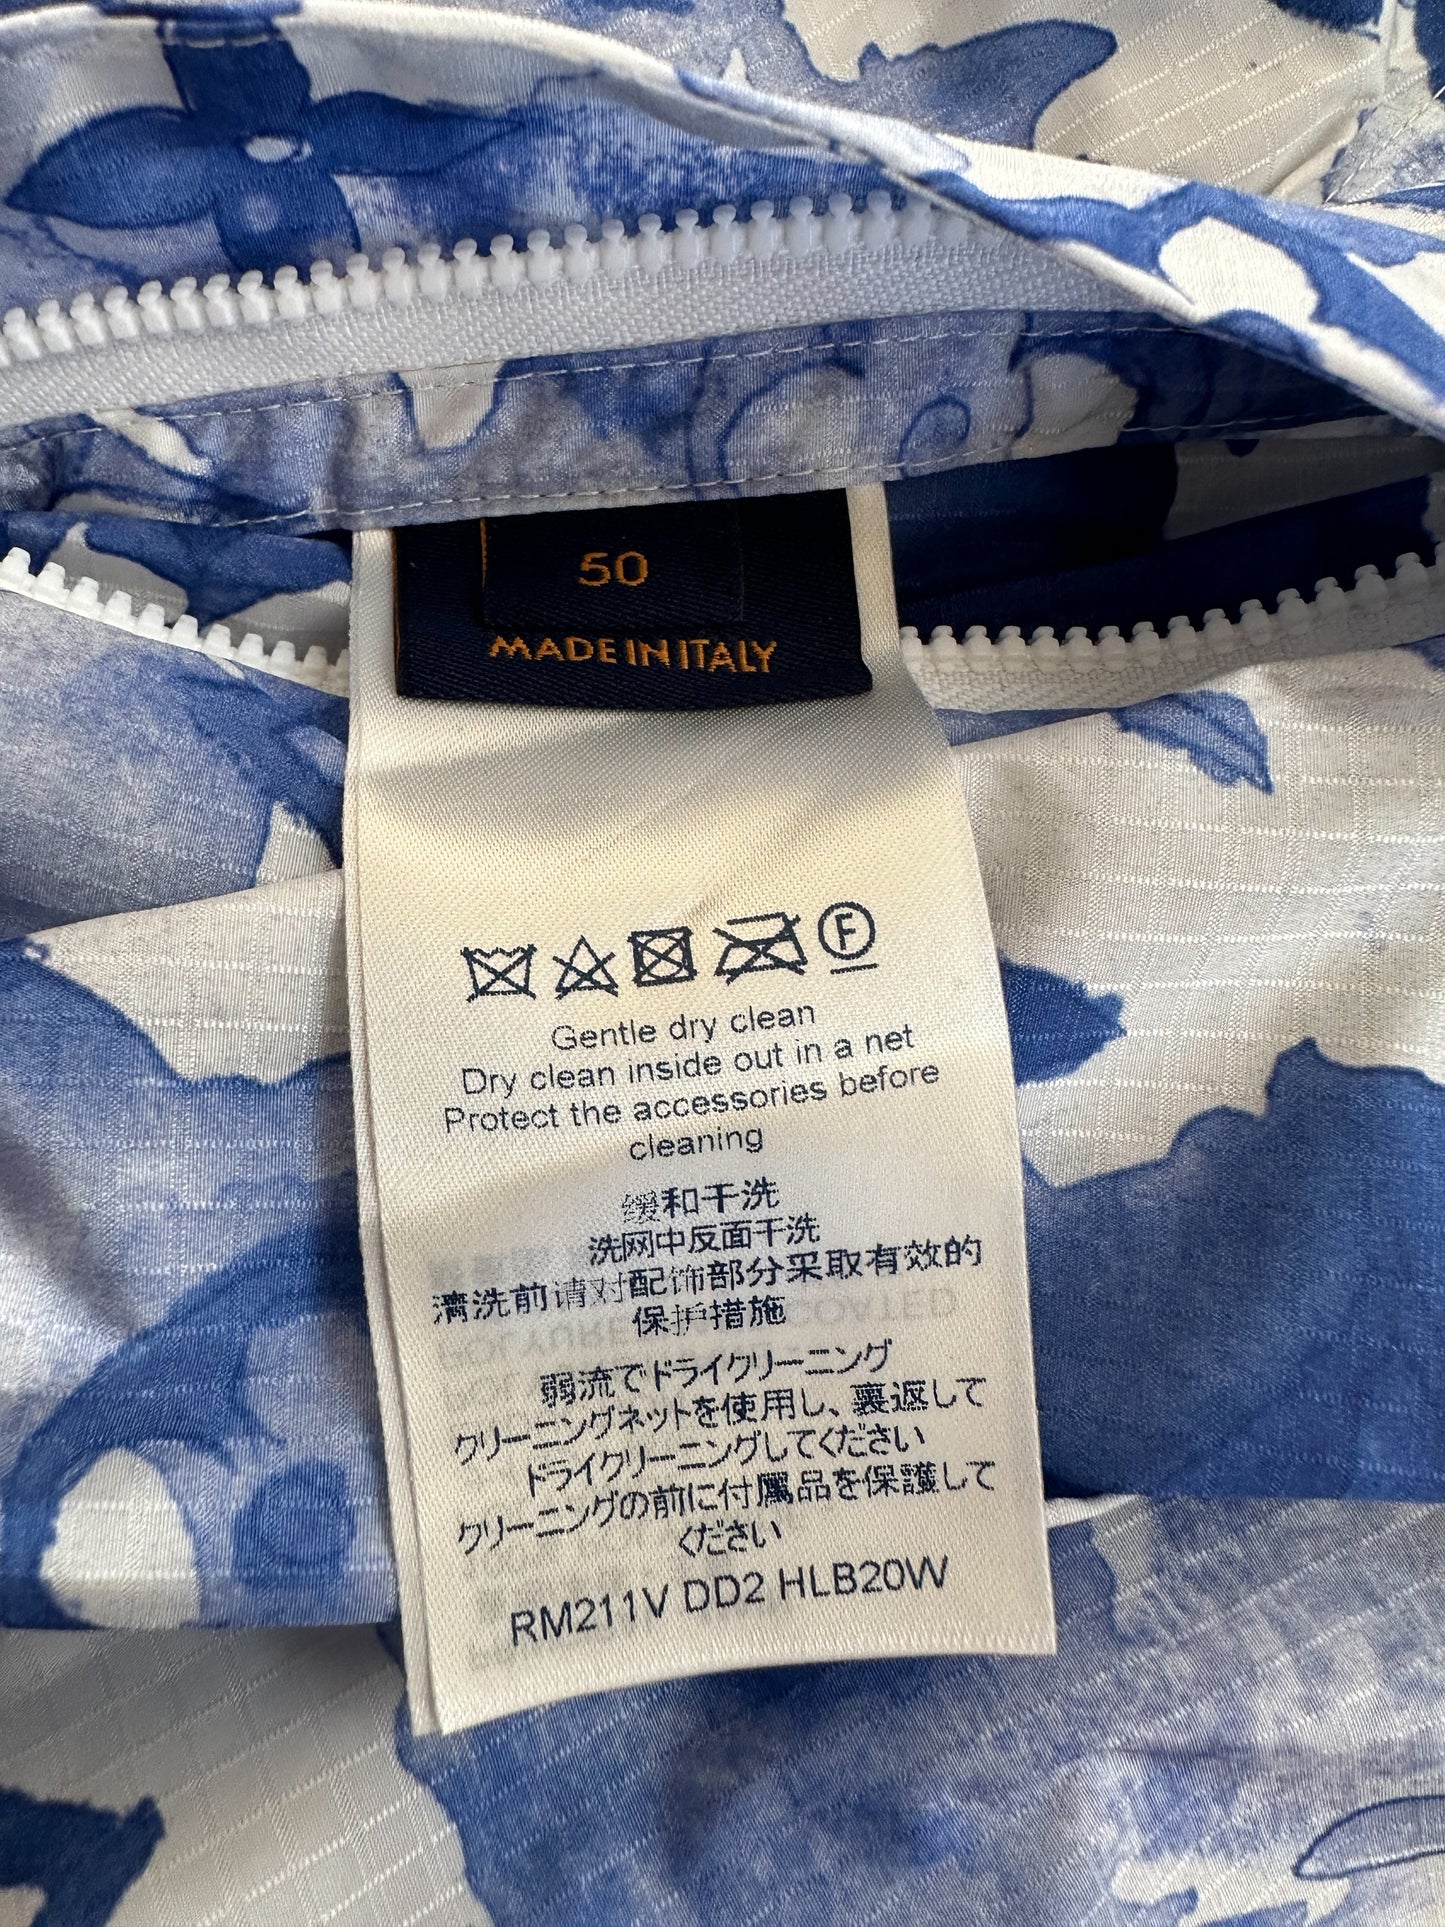 50
MADE IN ITALY
F
Gentle dry clean
Dry clean inside out in a net
Protect the accessories before
cleaning
缓和干洗
洗网中反面干洗
清洗前请对配饰部分采取有效的
保护措施
弱流でドライクリーニング
クリーニングネットを使用し、裏返して
ドライクリーニングしてください
クリーニングの前に付属品を保護して
ください
RM211V DD2 HLB20W